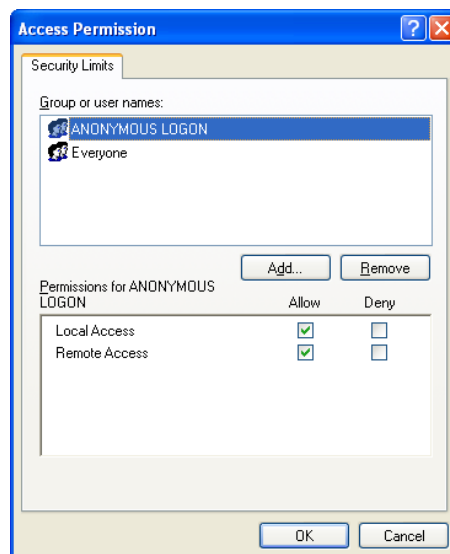 Access Permission
Security Limits
Group or user names:
ANONYMOUS LOGON
Everyone
Add... Remove
Permissions for ANONYMOUS
LOGON Allow Deny
Local Access
Remote Access
OK Cancel